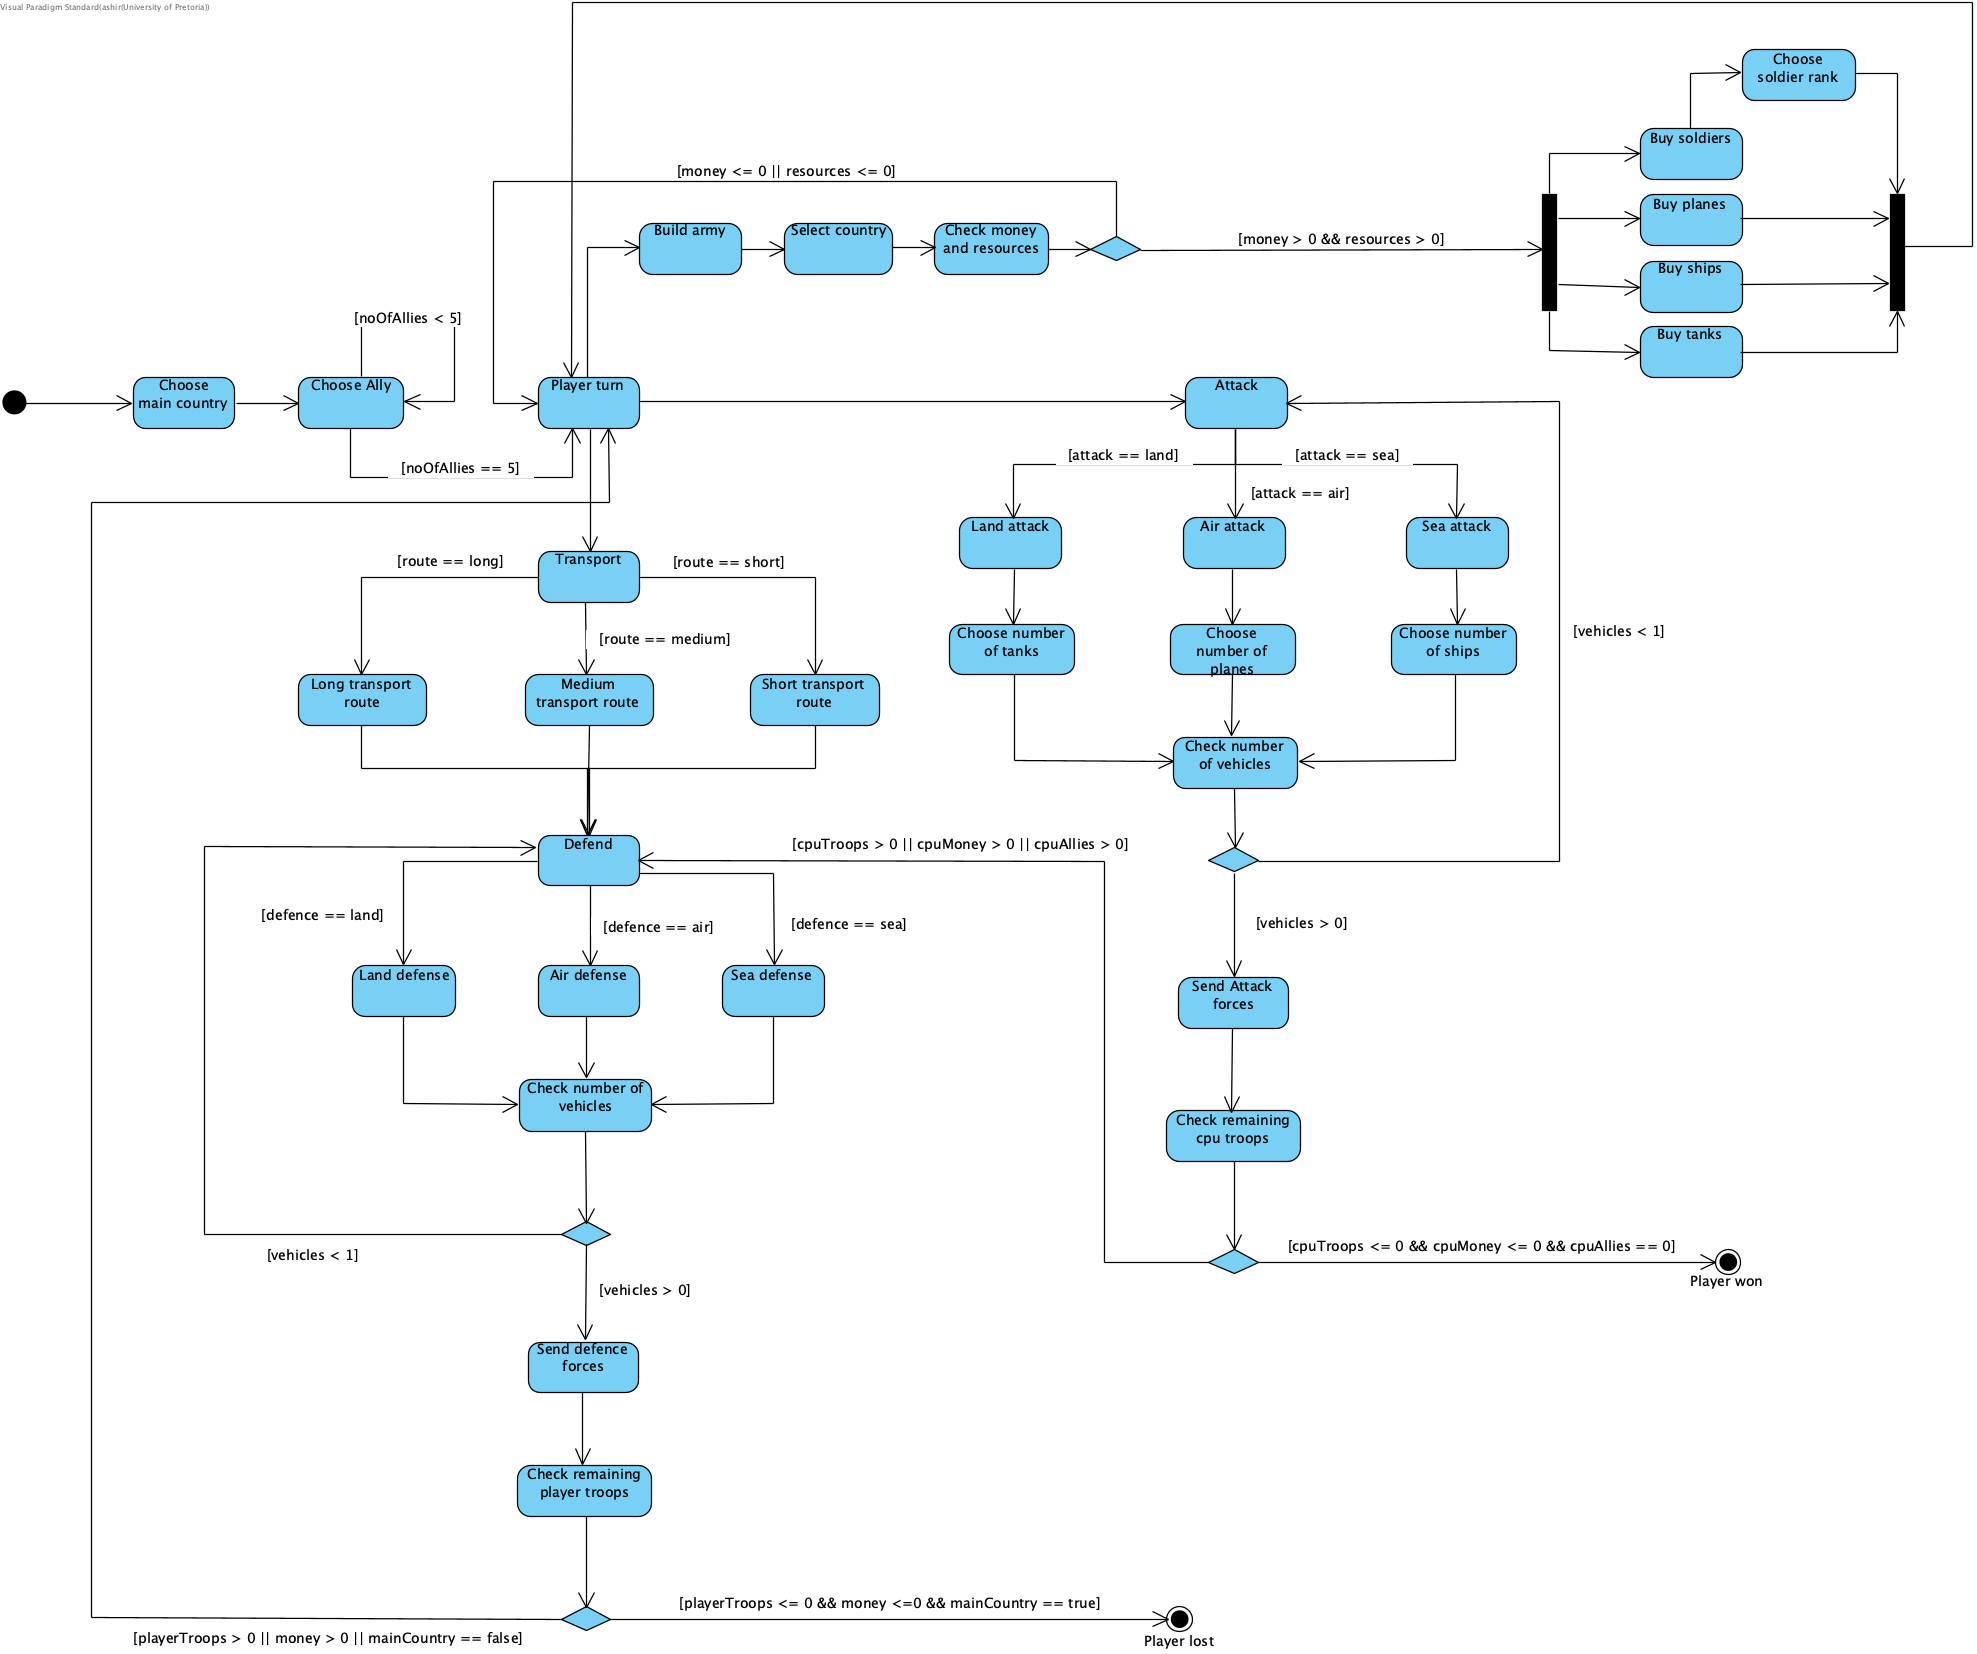 Visual Paradigm Standard(ashir(University of Pretoria))
Choose
soldier rank
Buy soldiers
[money <= 0 || resources <= 0]
Buy planes
Build army
Select country
Check money
and resources
[money > 0 && resources > 0]
Buy ships
Buy tanks
[noOfAllies < 5]
Choose
main country
Choose Ally
Player turn
Attack
[noOfAllies == 5]
[attack == land]
[attack == sea]
[attack == air]
Land attack
Air attack
Sea attack
[route == long]
Transport
[route == short]
[route == medium]
Choose number
of tanks
Choose
number of
planes
Choose number
of ships
[vehicles < 1]
Long transport
route
Medium
transport route
Short transport
route
Check number
of vehicles
Defend
[cpuTroops > 0 || cpuMoney > 0 || cpuAllies > 0]
[defence == land]
[defence == air]
[defence == sea]
[vehicles > 0]
Land defense
Air defense
Sea defense
Send Attack
forces
Check number of
vehicles
Check remaining
cpu troops
[vehicles < 1]
[cpuTroops <= 0 && cpuMoney <= 0 && cpuAllies == 0]
Player won
[vehicles > 0]
Send defence
forces
Check remaining
player troops
[playerTroops <= 0 && money <=0 && mainCountry == true]
[playerTroops > 0 || money > 0 || mainCountry == false]
Player lost